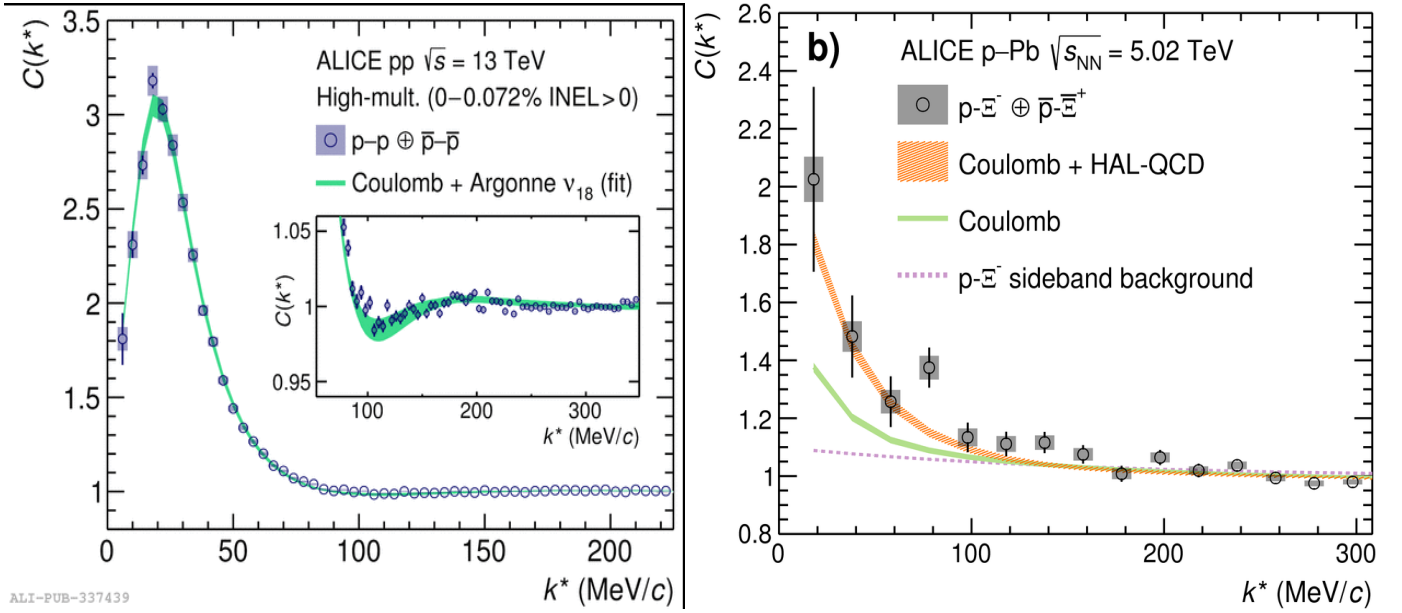 3.5
3
2.5
2
1.5
1
C(k*)
ALICE pp √s = 13 TeV
High-mult. (0−0.072% INEL>0)
p–p ⊕ p̅–p̅
Coulomb + Argonne ν₁₈ (fit)
1.05
1
0.95
C(k*)
100 200 300
k* (MeV/c)
0 50 100 150 200
k* (MeV/c)
ALI-PUB-337439
2.6
2.4
2.2
2
1.8
1.6
1.4
1.2
1
0.8
C(k*)
b) ALICE p–Pb √sNN = 5.02 TeV
p-Ξ⁻ ⊕ p̅-Ξ̅⁺
Coulomb + HAL-QCD
Coulomb
p-Ξ⁻ sideband background
0 100 200 300
k* (MeV/c)